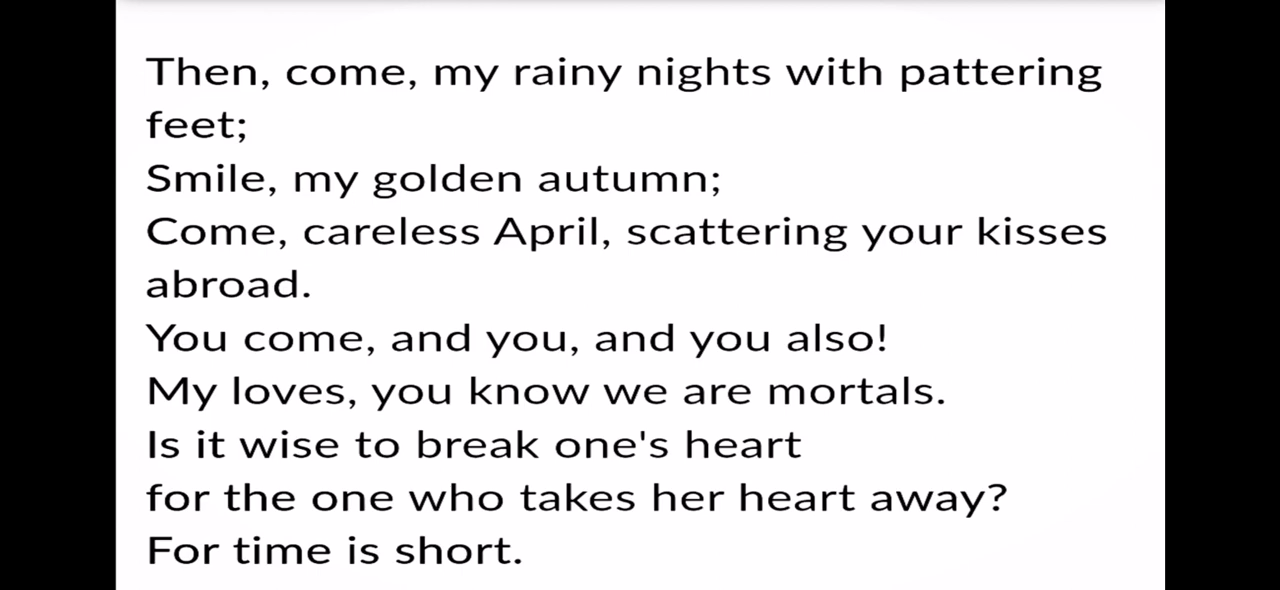 Then, come, my rainy nights with pattering
feet;
Smile, my golden autumn;
Come, careless April, scattering your kisses
abroad.
You come, and you, and you also!
My loves, you know we are mortals.
Is it wise to break one's heart
for the one who takes her heart away?
For time is short.